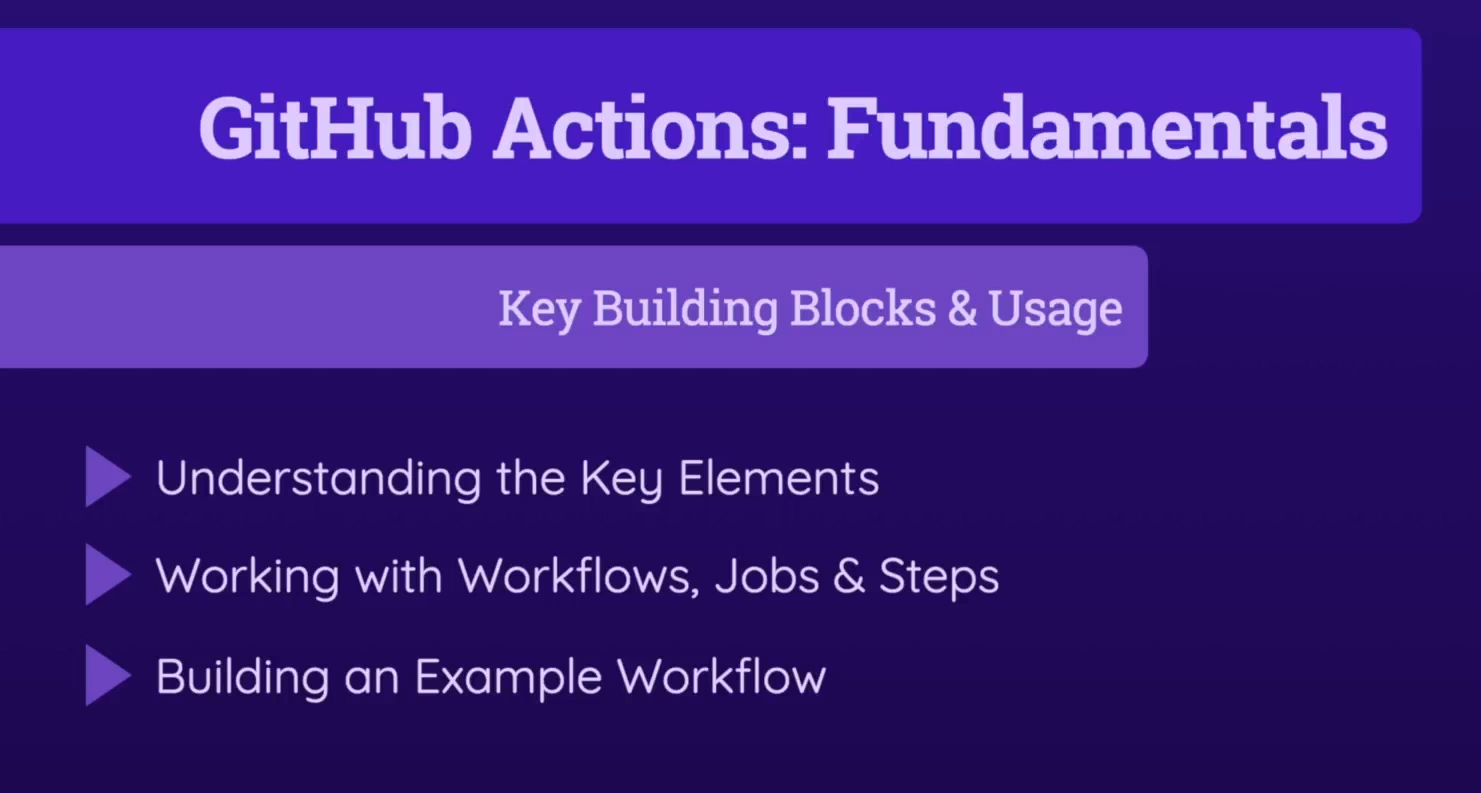 GitHub Actions: Fundamentals
Key Building Blocks & Usage
Understanding the Key Elements
Working with Workflows, Jobs & Steps
Building an Example Workflow